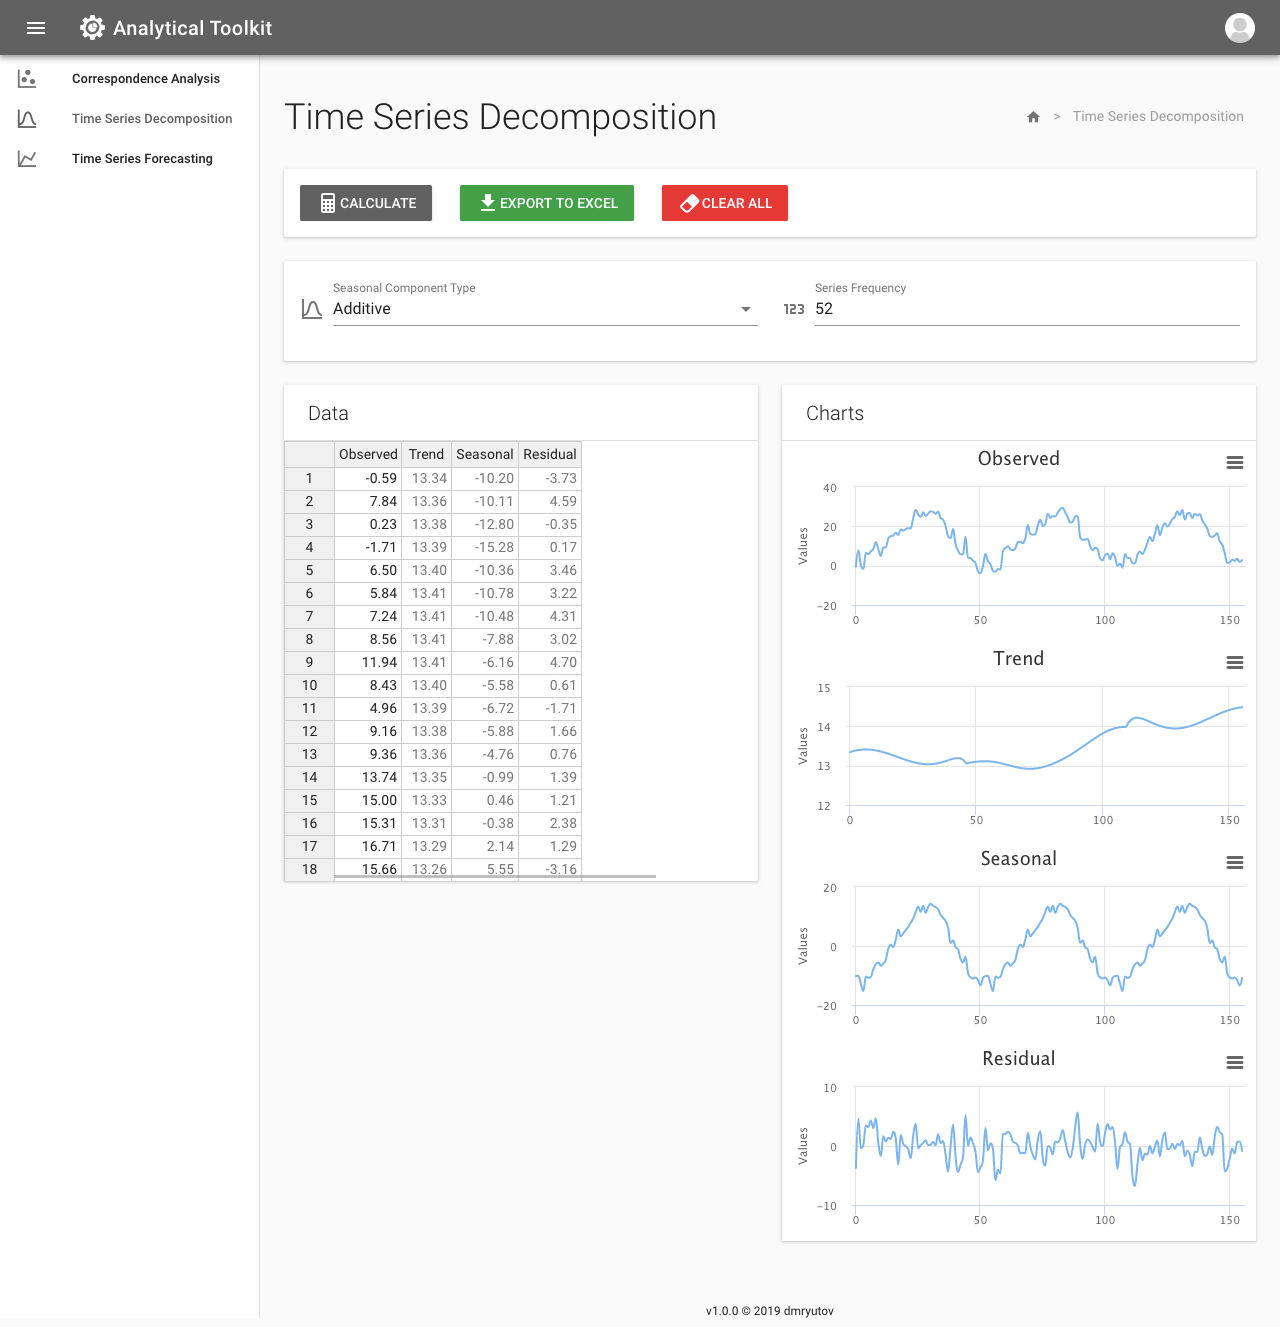 Analytical Toolkit
Correspondence Analysis
Time Series Decomposition
Time Series Forecasting
Time Series Decomposition
> Time Series Decomposition
CALCULATE
EXPORT TO EXCEL
CLEAR ALL
Seasonal Component Type
Additive
123
Series Frequency
52
Data
Observed Trend Seasonal Residual
1 -0.59 13.34 -10.20 -3.73
2 7.84 13.36 -10.11 4.59
3 0.23 13.38 -12.80 -0.35
4 -1.71 13.39 -15.28 0.17
5 6.50 13.40 -10.36 3.46
6 5.84 13.41 -10.78 3.22
7 7.24 13.41 -10.48 4.31
8 8.56 13.41 -7.88 3.02
9 11.94 13.41 -6.16 4.70
10 8.43 13.40 -5.58 0.61
11 4.96 13.39 -6.72 -1.71
12 9.16 13.38 -5.88 1.66
13 9.36 13.36 -4.76 0.76
14 13.74 13.35 -0.99 1.39
15 15.00 13.33 0.46 1.21
16 15.31 13.31 -0.38 2.38
17 16.71 13.29 2.14 1.29
18 15.66 13.26 5.55 -3.16
Charts
Observed
Values
40
20
0
-20
0 50 100 150
Trend
Values
15
14
13
12
0 50 100 150
Seasonal
Values
20
0
-20
0 50 100 150
Residual
Values
10
0
-10
0 50 100 150
v1.0.0 © 2019 dmryutov